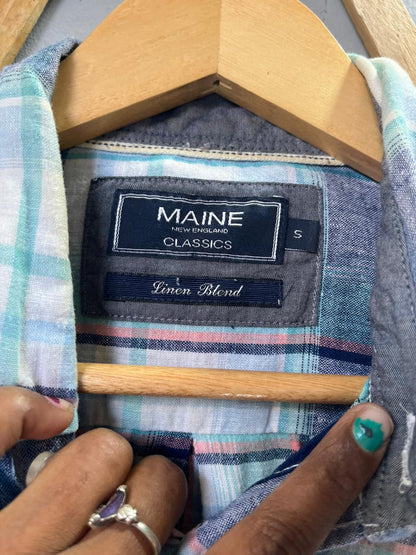 MAINE
NEW ENGLAND
CLASSICS
S
Linen Blend